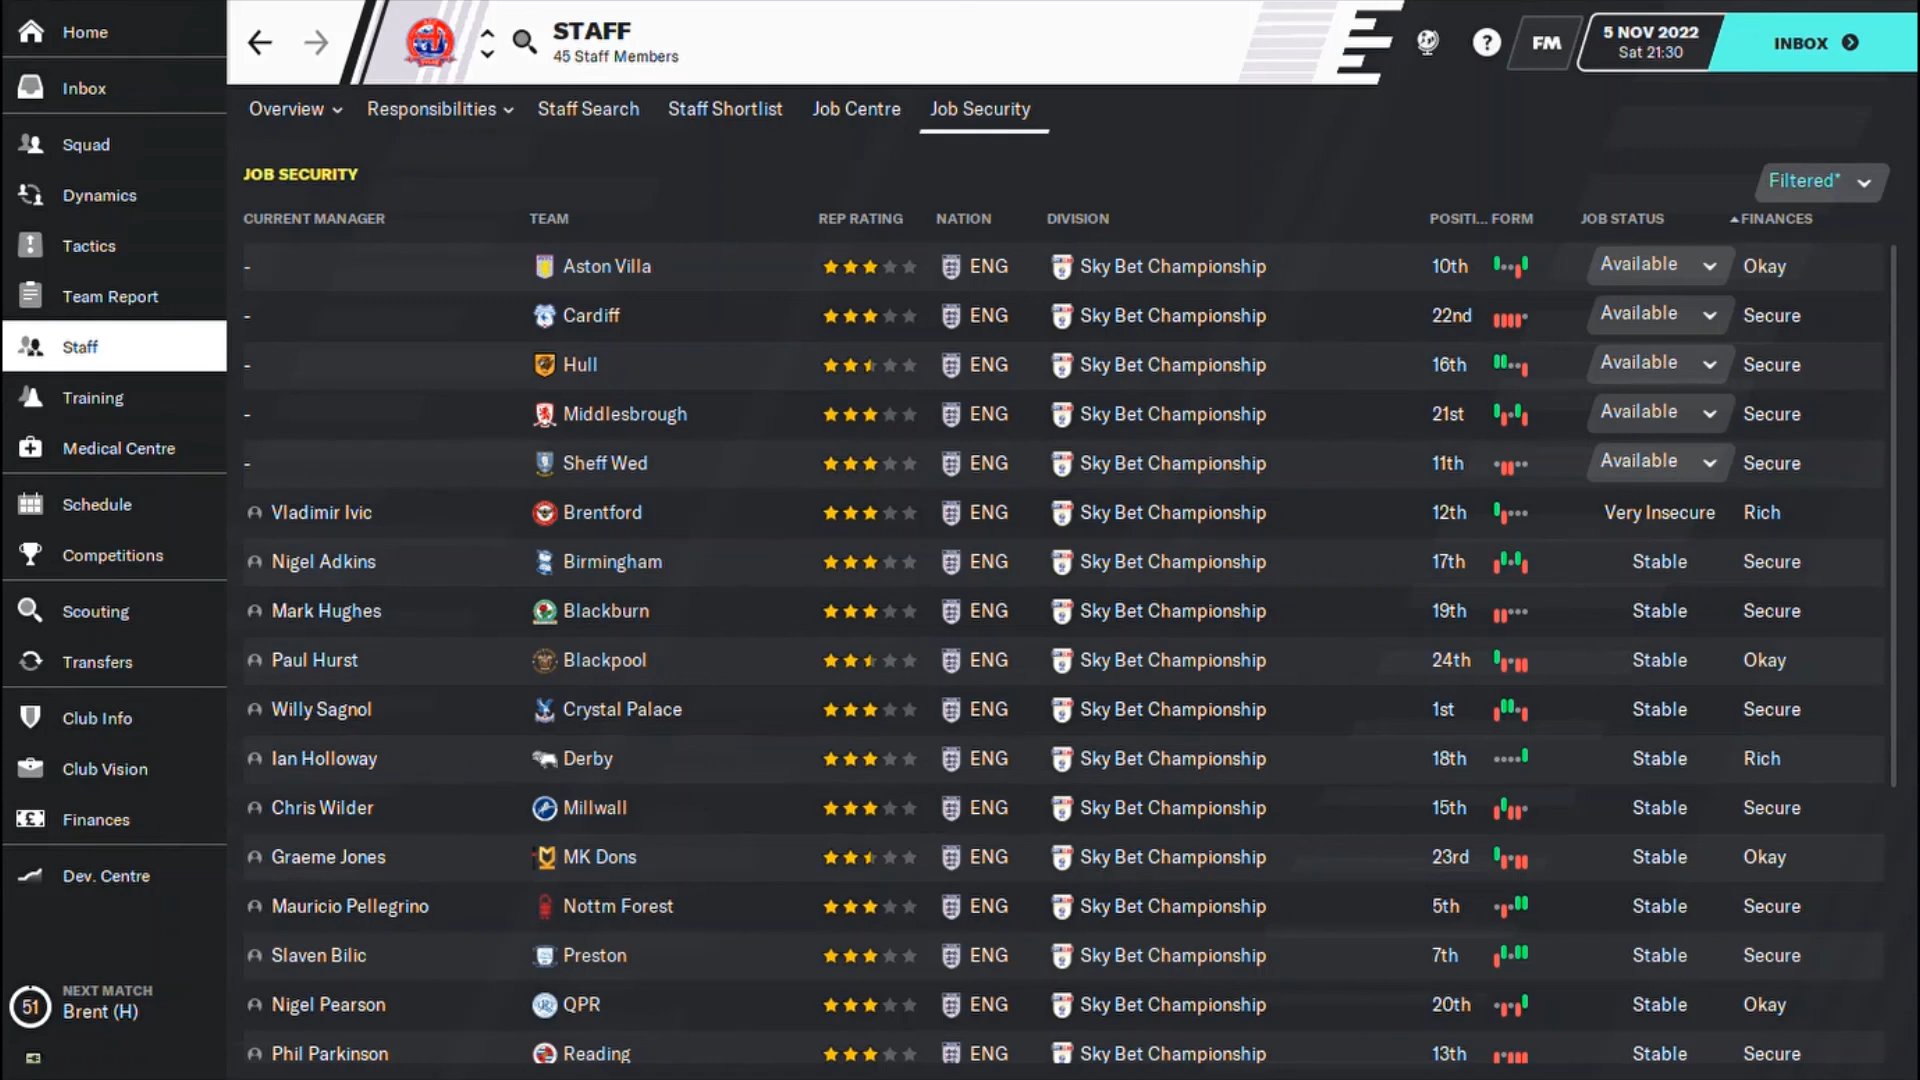 Home
Inbox
Squad
Dynamics
Tactics
Team Report
Staff
Training
Medical Centre
Schedule
Competitions
Scouting
Transfers
Club Info
Club Vision
Finances
Dev. Centre
51
NEXT MATCH
Brent (H)
STAFF
45 Staff Members
?
FM
5 NOV 2022
Sat 21:30
INBOX
Overview Responsibilities Staff Search Staff Shortlist Job Centre Job Security
JOB SECURITY
Filtered*
CURRENT MANAGER TEAM REP RATING NATION DIVISION POSITI... FORM JOB STATUS FINANCES
- Aston Villa ENG Sky Bet Championship 10th Available Okay
- Cardiff ENG Sky Bet Championship 22nd Available Secure
- Hull ENG Sky Bet Championship 16th Available Secure
- Middlesbrough ENG Sky Bet Championship 21st Available Secure
- Sheff Wed ENG Sky Bet Championship 11th Available Secure
Vladimir Ivic Brentford ENG Sky Bet Championship 12th Very Insecure Rich
Nigel Adkins Birmingham ENG Sky Bet Championship 17th Stable Secure
Mark Hughes Blackburn ENG Sky Bet Championship 19th Stable Secure
Paul Hurst Blackpool ENG Sky Bet Championship 24th Stable Okay
Willy Sagnol Crystal Palace ENG Sky Bet Championship 1st Stable Secure
Ian Holloway Derby ENG Sky Bet Championship 18th Stable Rich
Chris Wilder Millwall ENG Sky Bet Championship 15th Stable Secure
Graeme Jones MK Dons ENG Sky Bet Championship 23rd Stable Okay
Mauricio Pellegrino Nottm Forest ENG Sky Bet Championship 5th Stable Secure
Slaven Bilic Preston ENG Sky Bet Championship 7th Stable Secure
Nigel Pearson QPR ENG Sky Bet Championship 20th Stable Okay
Phil Parkinson Reading ENG Sky Bet Championship 13th Stable Secure